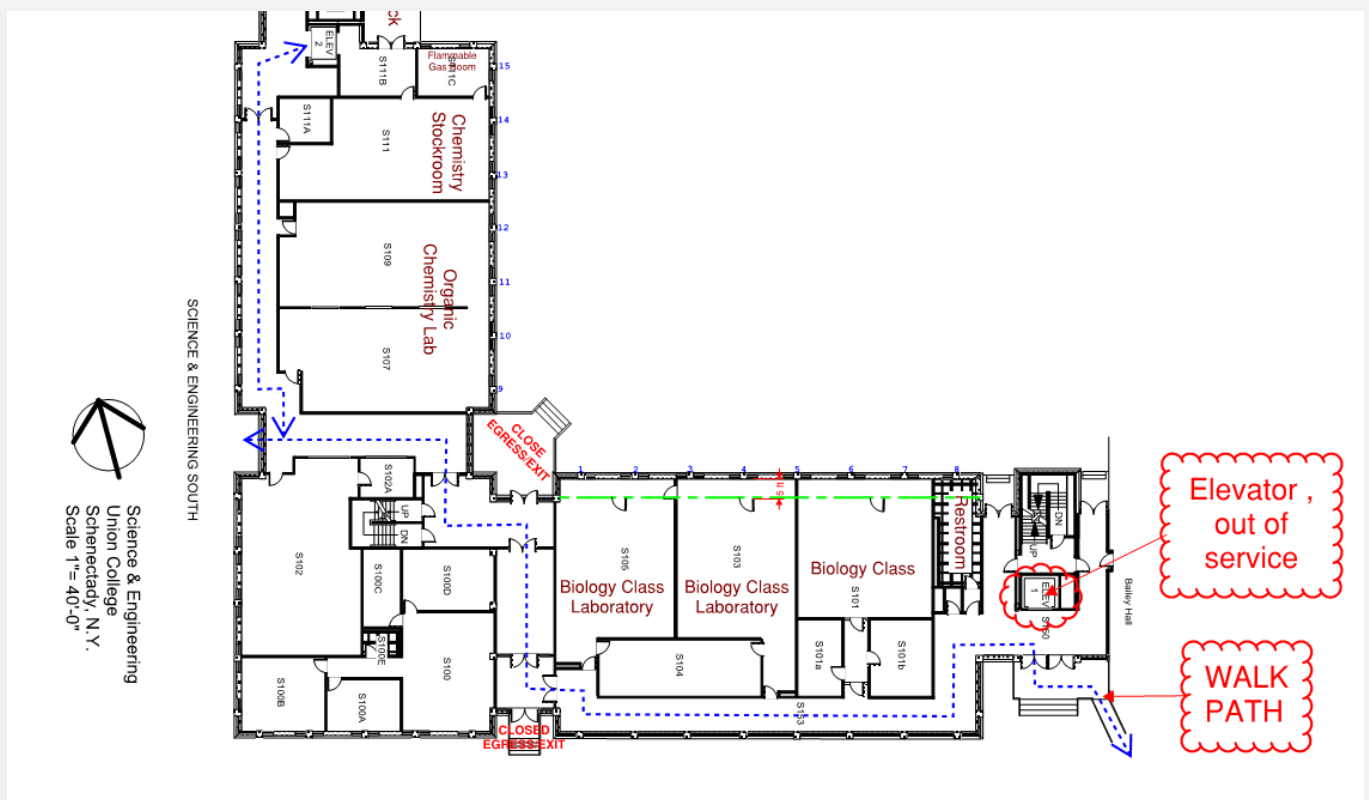 ck
ELEV
2
S111B
Flammable
Gas Room
S111C
15
S111A
14
Chemistry
Stockroom
S111
13
12
S109
Organic
Chemistry Lab
11
10
S107
9
SCIENCE & ENGINEERING SOUTH
Science & Engineering
Union College
Schenectady, N.Y.
Scale 1"= 40'-0"
CLOSE
EGRESS/EXIT
1
2
3
4
5
6
7
8
S102A
UP
DN
S102
S100C
S100D
S100E
S100
S100B
S100A
CLOSED
EGRESS/EXIT
S105
Biology Class
Laboratory
S103
Biology Class
Laboratory
Biology Class
S101
Restroom
S104
S101a
S101b
S153
DN
UP
ELEV
1
S150
Bailey Hall
Elevator ,
out of
service
WALK
PATH